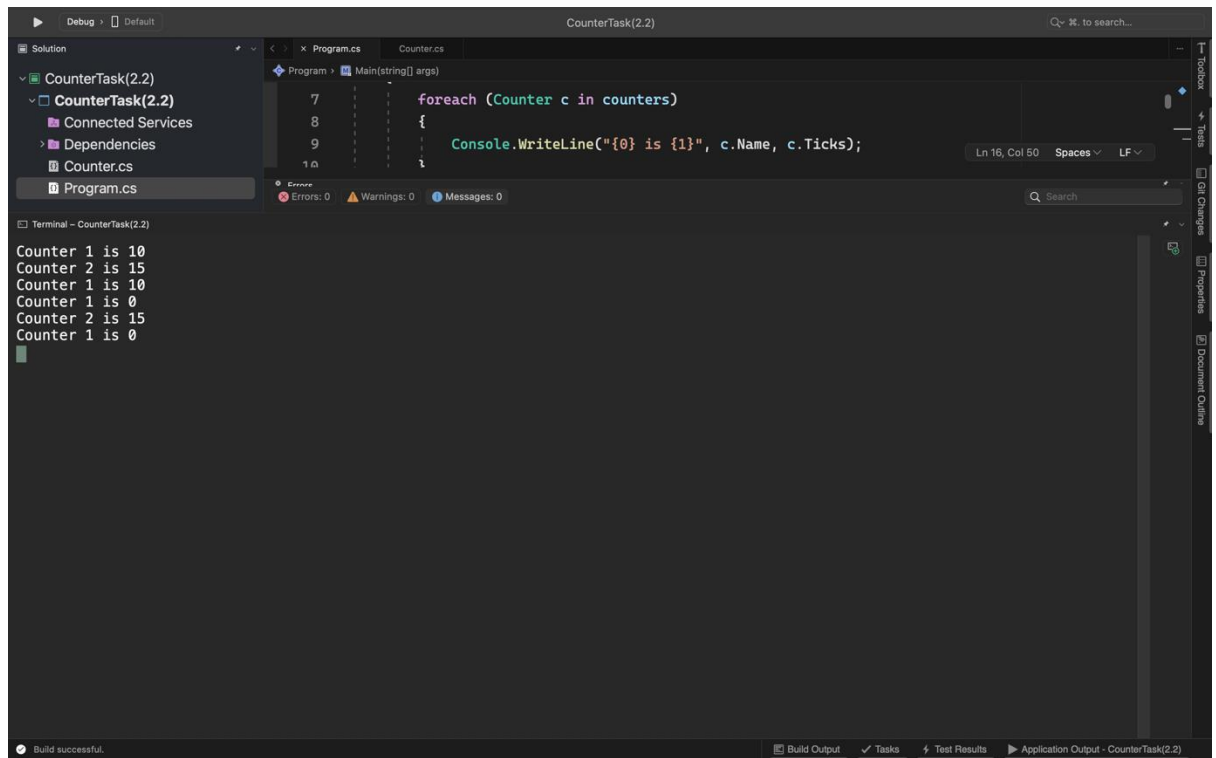 Debug › Default
CounterTask(2.2)
⌘. to search...
Solution
Program.cs
Counter.cs
CounterTask(2.2)
CounterTask(2.2)
Connected Services
Dependencies
Counter.cs
Program.cs
Program › Main(string[] args)
7 foreach (Counter c in counters)
8 {
9 Console.WriteLine("{0} is {1}", c.Name, c.Ticks);
10 }
Ln 16, Col 50 Spaces LF
Errors
Errors: 0 Warnings: 0 Messages: 0
Search
Terminal – CounterTask(2.2)
Counter 1 is 10
Counter 2 is 15
Counter 1 is 10
Counter 1 is 0
Counter 2 is 15
Counter 1 is 0
Toolbox
Tests
Git Changes
Properties
Document Outline
Build successful.
Build Output Tasks Test Results Application Output - CounterTask(2.2)